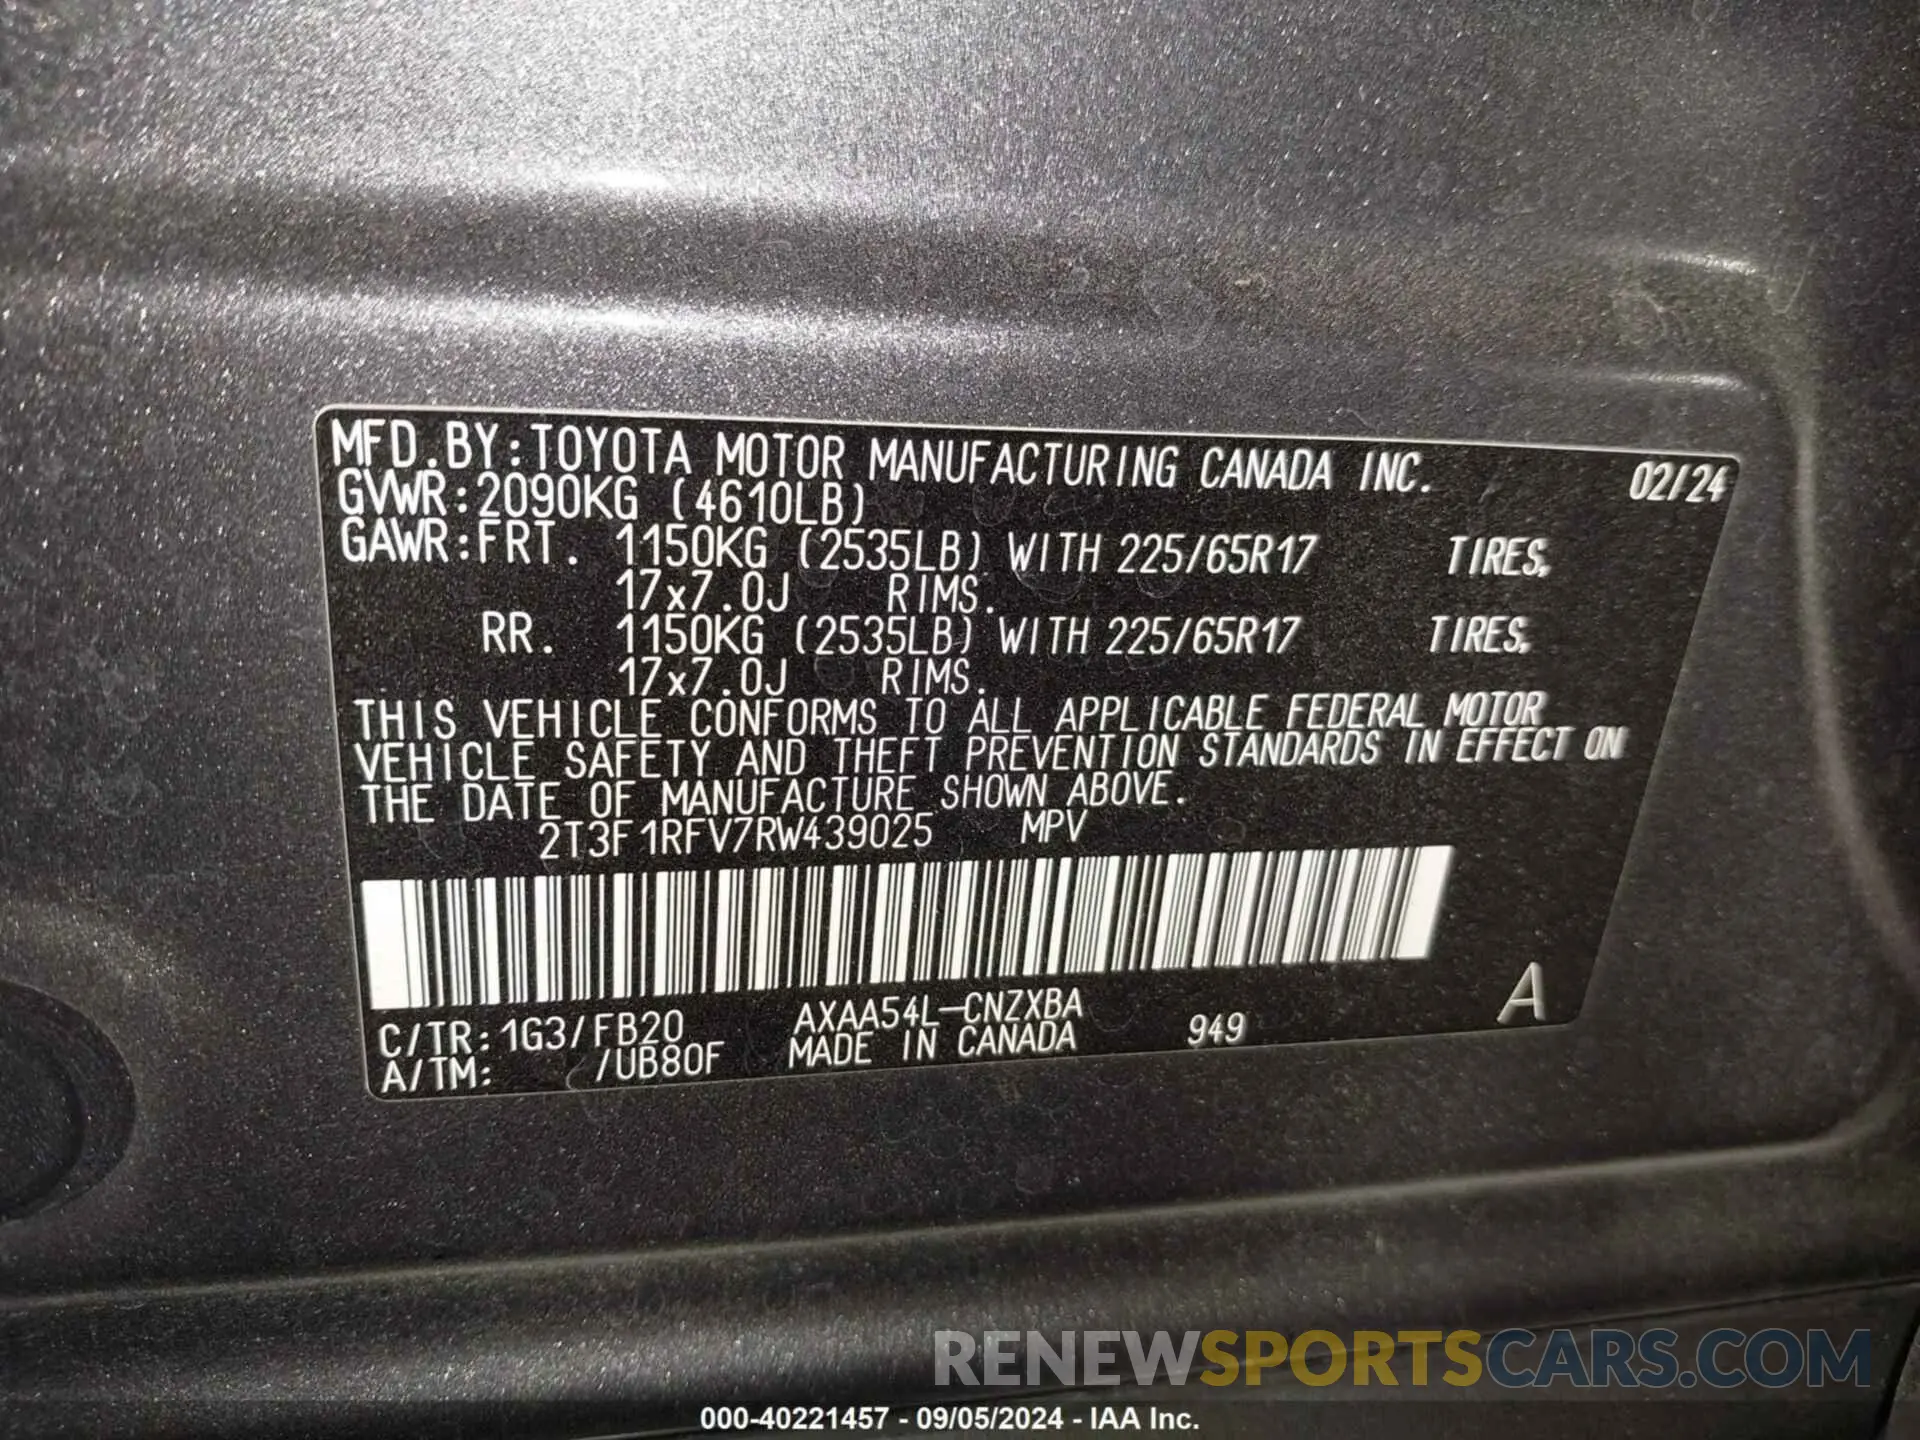 MFD.BY:TOYOTA MOTOR MANUFACTURING CANADA INC. 02/24
GVWR:2090KG (4610LB)
GAWR:FRT. 1150KG (2535LB) WITH 225/65R17 TIRES,
17x7.0J RIMS.
RR. 1150KG (2535LB) WITH 225/65R17 TIRES,
17x7.0J RIMS.
THIS VEHICLE CONFORMS TO ALL APPLICABLE FEDERAL MOTOR
VEHICLE SAFETY AND THEFT PREVENTION STANDARDS IN EFFECT ON
THE DATE OF MANUFACTURE SHOWN ABOVE.
2T3F1RFV7RW439025 MPV
C/TR:1G3/FB20 AXAA54L-CNZXBA 949 A
A/TM: /UB80F MADE IN CANADA
RENEWSPORTSCARS.COM
000-40221457 - 09/05/2024 - IAA Inc.